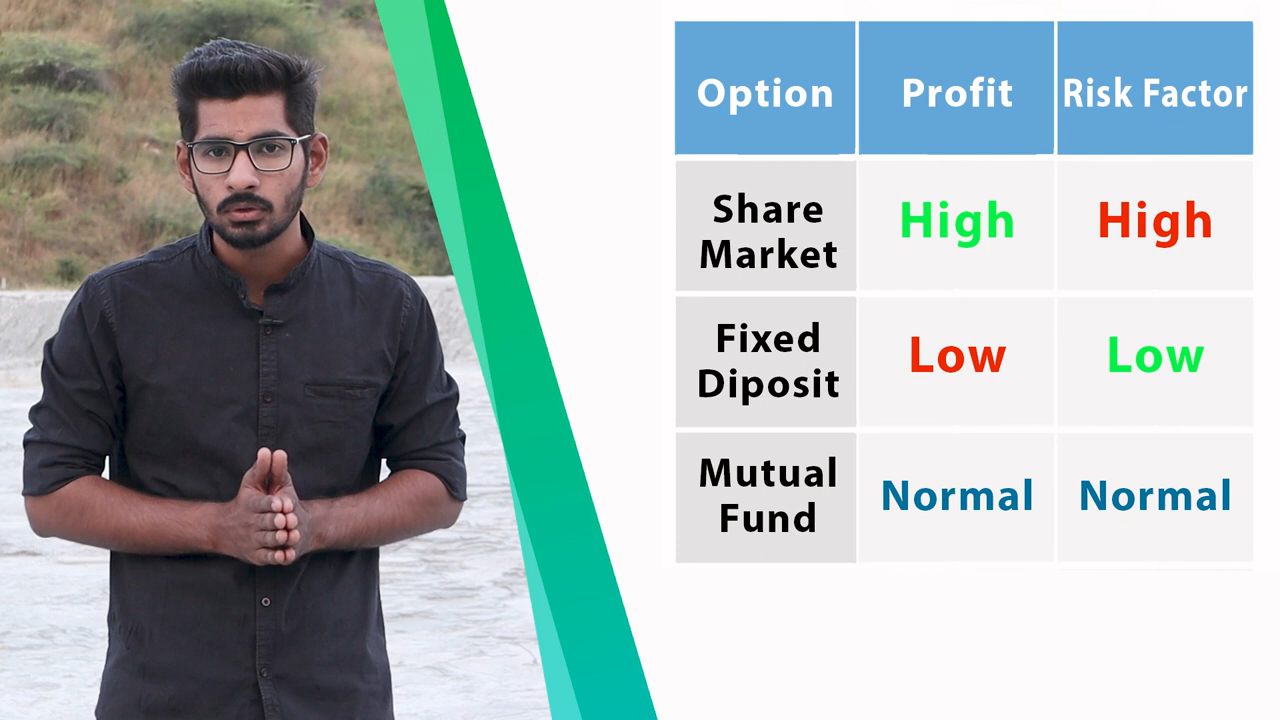 Option Profit Risk Factor
Share
Market
High High
Fixed
Diposit
Low Low
Mutual
Fund
Normal Normal